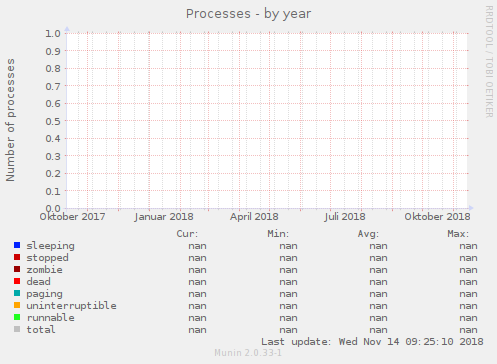 Processes - by year
RRDTOOL / TOBI OETIKER
Number of processes
1.0
0.9
0.8
0.7
0.6
0.5
0.4
0.3
0.2
0.1
0.0
Oktober 2017 Januar 2018 April 2018 Juli 2018 Oktober 2018
Cur: Min: Avg: Max:
sleeping nan nan nan nan
stopped nan nan nan nan
zombie nan nan nan nan
dead nan nan nan nan
paging nan nan nan nan
uninterruptible nan nan nan nan
runnable nan nan nan nan
total nan nan nan nan
Last update: Wed Nov 14 09:25:10 2018
Munin 2.0.33-1